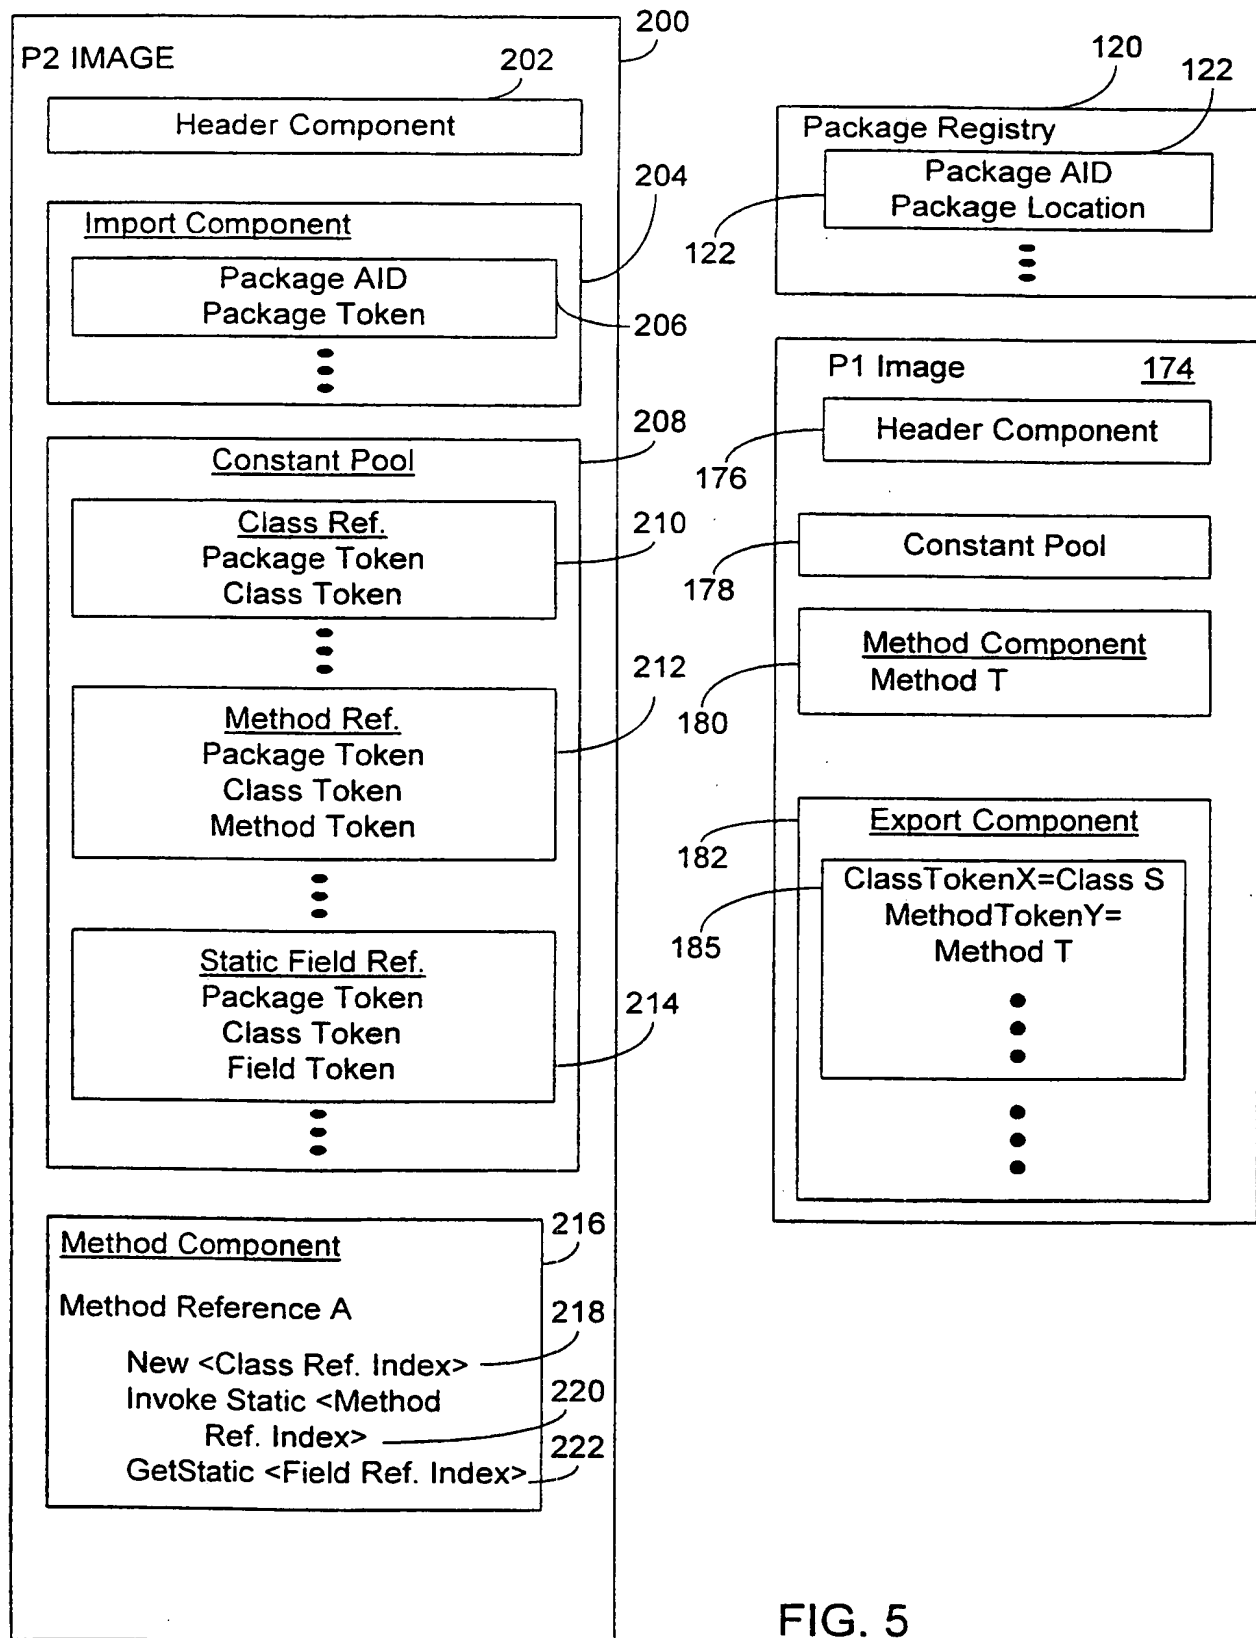 200
P2 IMAGE
202
Header Component
204
Import Component
Package AID
Package Token
206
208
Constant Pool
Class Ref.
Package Token
Class Token
210
Method Ref.
Package Token
Class Token
Method Token
212
Static Field Ref.
Package Token
Class Token
Field Token
214
Method Component
216
Method Reference A
218
New <Class Ref. Index>
Invoke Static <Method
Ref. Index>
220
GetStatic <Field Ref. Index>
222
120
122
Package Registry
Package AID
Package Location
122
P1 Image
174
Header Component
176
Constant Pool
178
Method Component
Method T
180
Export Component
182
ClassTokenX=Class S
MethodTokenY=
Method T
185
FIG. 5